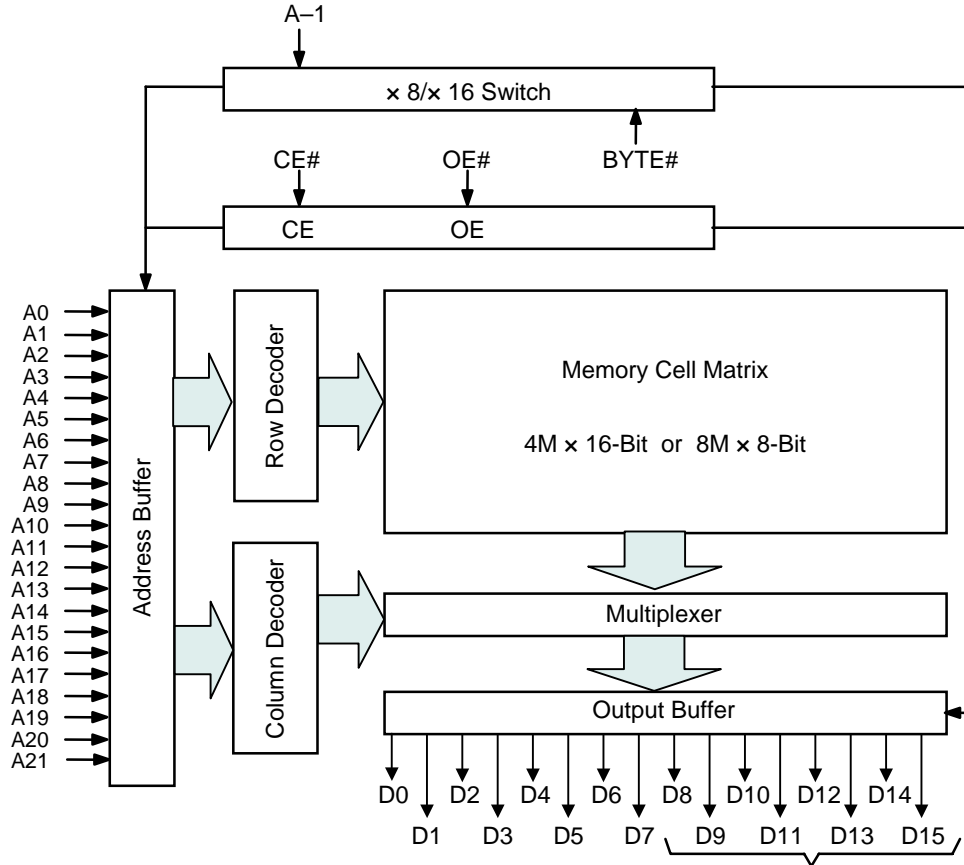 A–1
× 8/× 16 Switch
CE#
OE#
BYTE#
CE
OE
A0
A1
A2
A3
A4
A5
A6
A7
A8
A9
A10
A11
A12
A13
A14
A15
A16
A17
A18
A19
A20
A21
Address Buffer
Row Decoder
Column Decoder
Memory Cell Matrix
4M × 16-Bit or 8M × 8-Bit
Multiplexer
Output Buffer
D0 D2 D4 D6 D8 D10 D12 D14
D1 D3 D5 D7 D9 D11 D13 D15